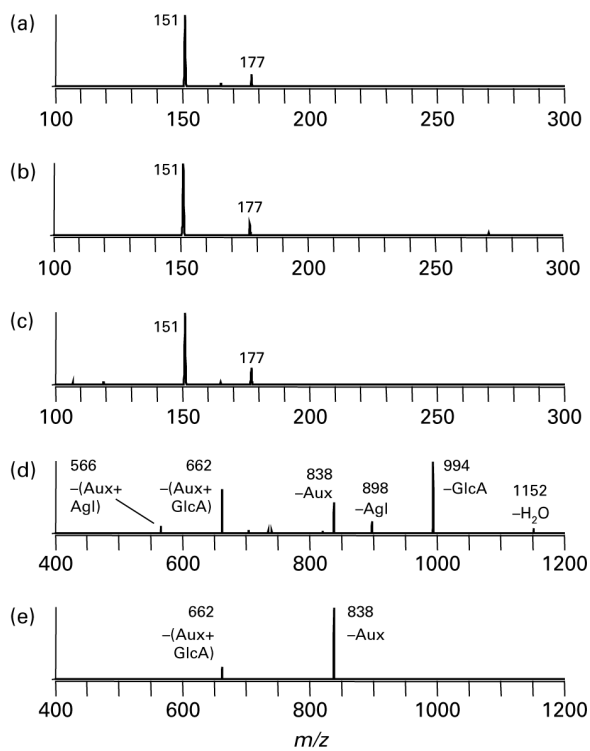 (a)
151
177
100 150 200 250 300
(b)
151
177
100 150 200 250 300
(c)
151
177
100 150 200 250 300
(d)
566
–(Aux+
Agl)
662
–(Aux+
GlcA)
838
–Aux
898
–Agl
994
–GlcA
1152
–H₂O
400 600 800 1000 1200
(e)
662
–(Aux+
GlcA)
838
–Aux
400 600 800 1000 1200
m/z